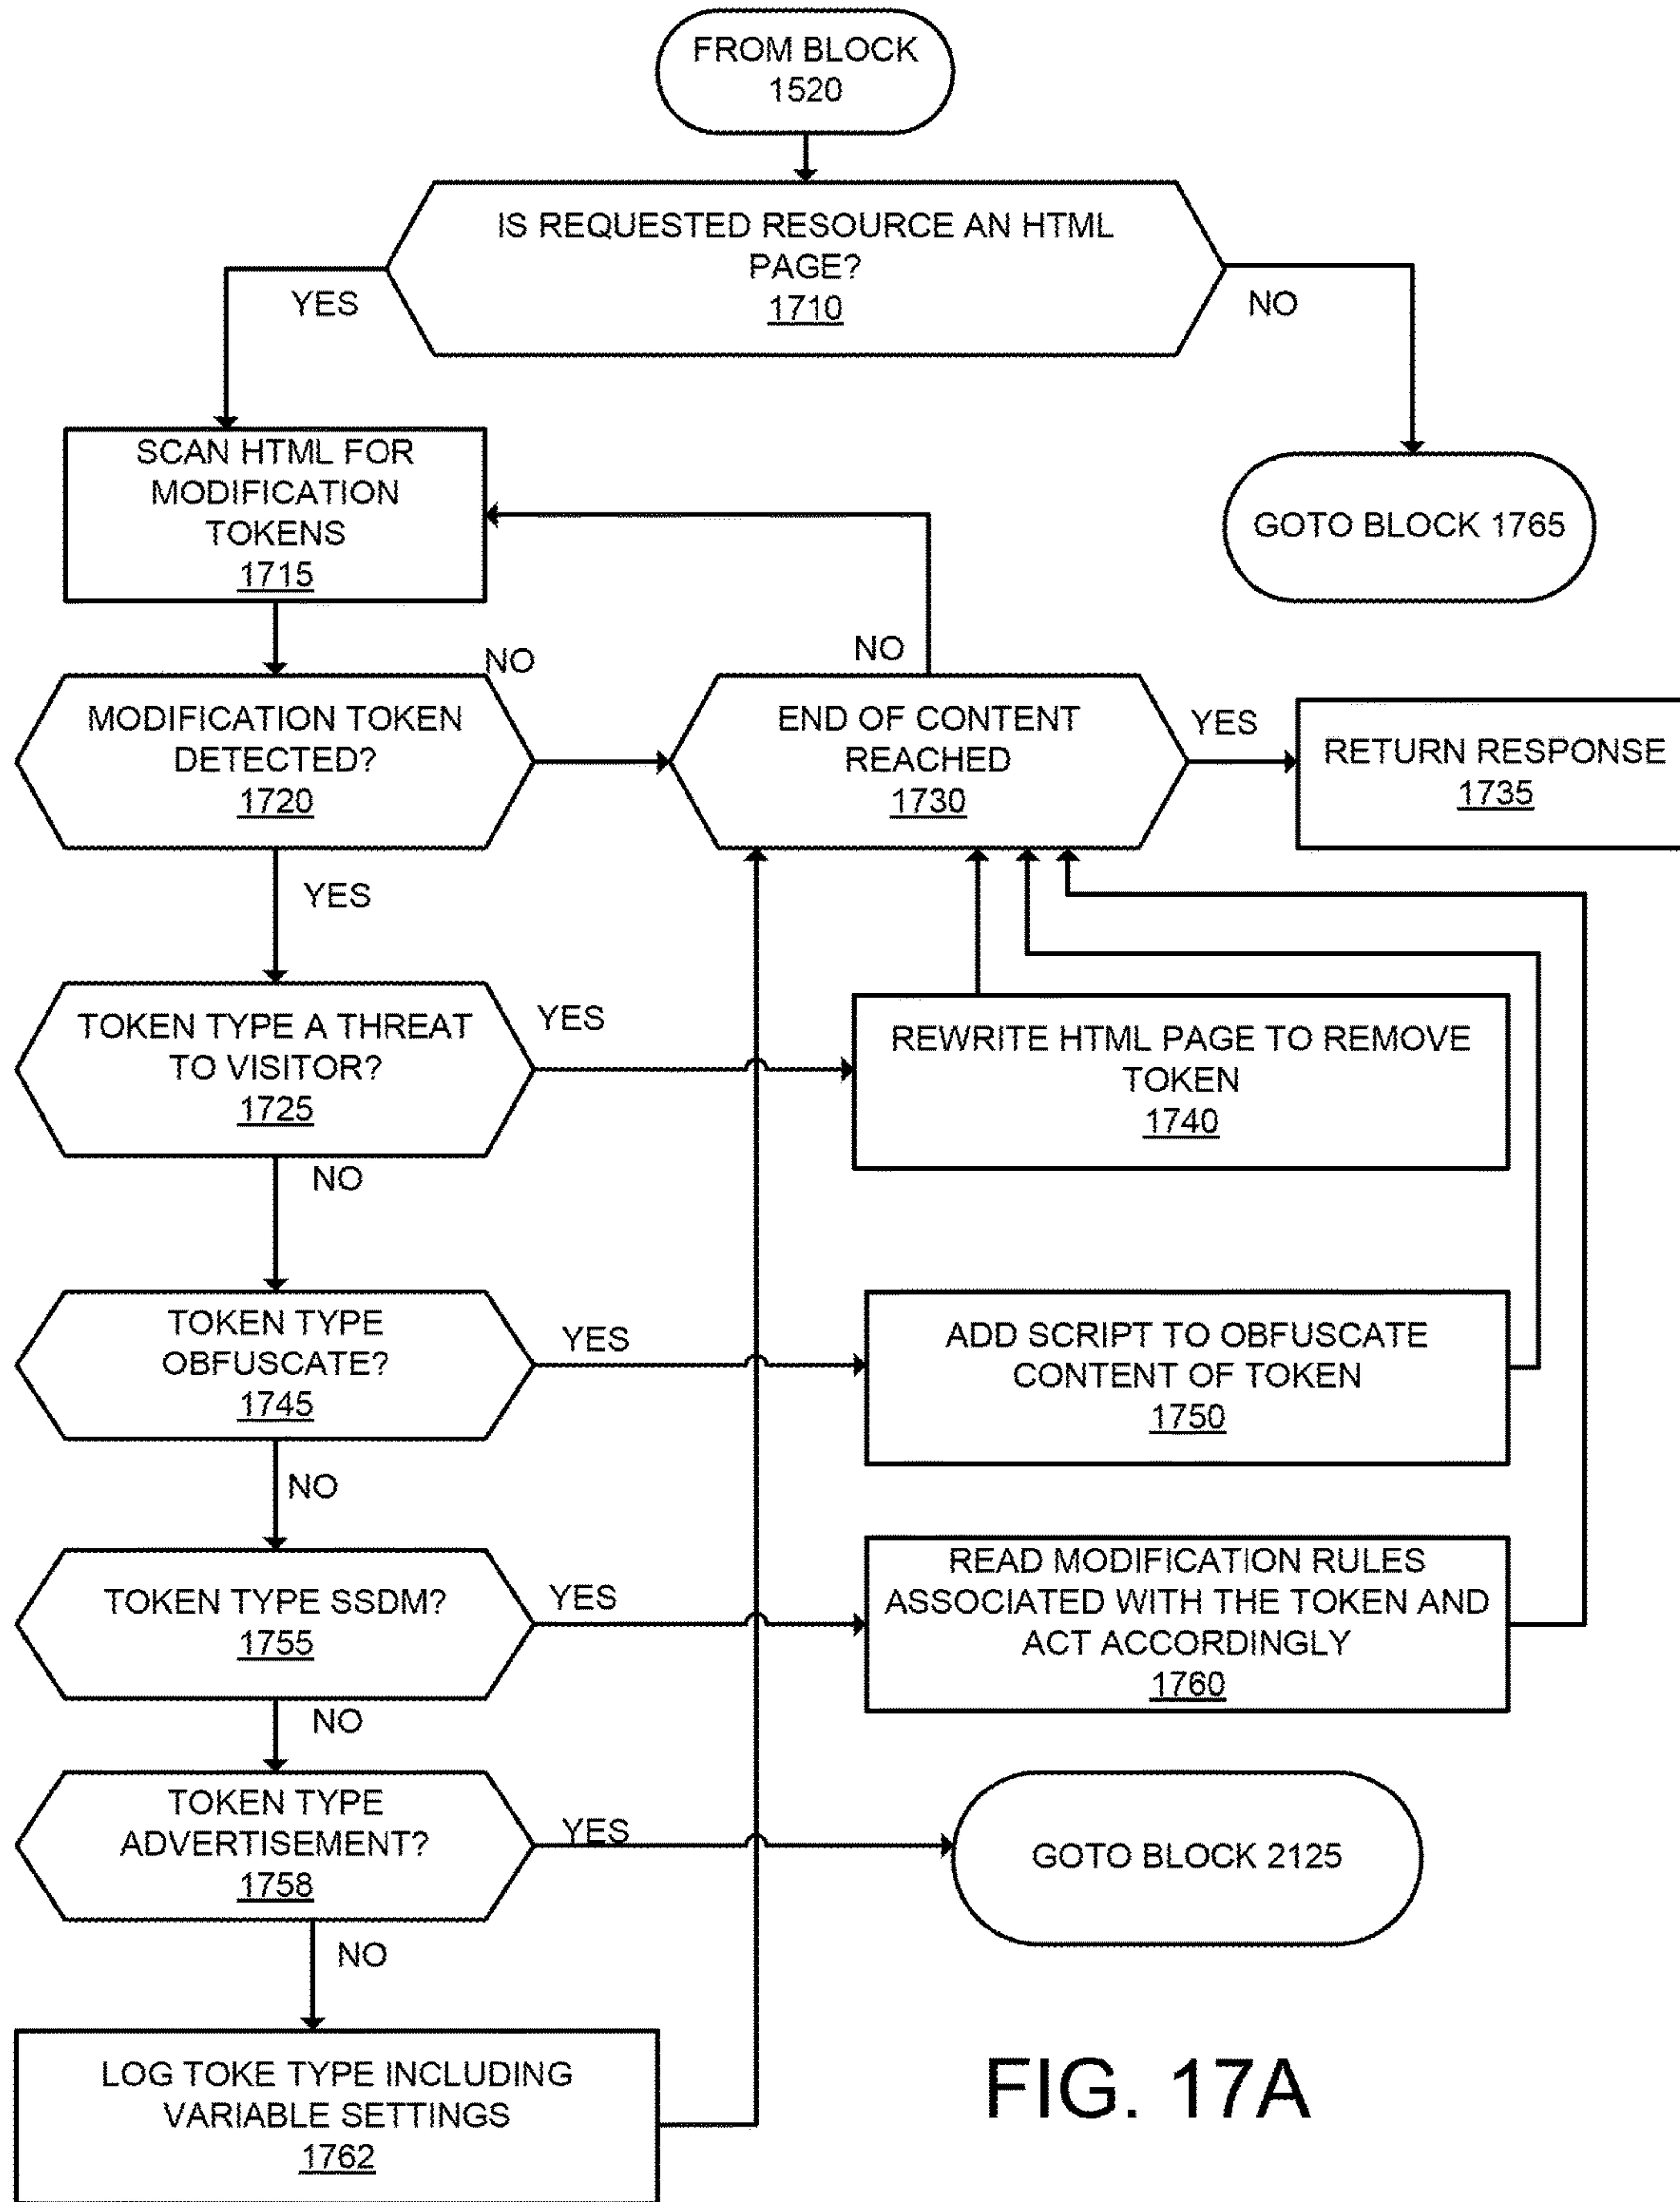 FROM BLOCK
1520
IS REQUESTED RESOURCE AN HTML
PAGE?
1710
YES
NO
SCAN HTML FOR
MODIFICATION
TOKENS
1715
GOTO BLOCK 1765
NO
NO
MODIFICATION TOKEN
DETECTED?
1720
END OF CONTENT
REACHED
1730
YES
RETURN RESPONSE
1735
YES
TOKEN TYPE A THREAT
TO VISITOR?
1725
YES
REWRITE HTML PAGE TO REMOVE
TOKEN
1740
NO
TOKEN TYPE
OBFUSCATE?
1745
YES
ADD SCRIPT TO OBFUSCATE
CONTENT OF TOKEN
1750
NO
TOKEN TYPE SSDM?
1755
YES
READ MODIFICATION RULES
ASSOCIATED WITH THE TOKEN AND
ACT ACCORDINGLY
1760
NO
TOKEN TYPE
ADVERTISEMENT?
1758
YES
GOTO BLOCK 2125
NO
LOG TOKE TYPE INCLUDING
VARIABLE SETTINGS
1762
FIG. 17A